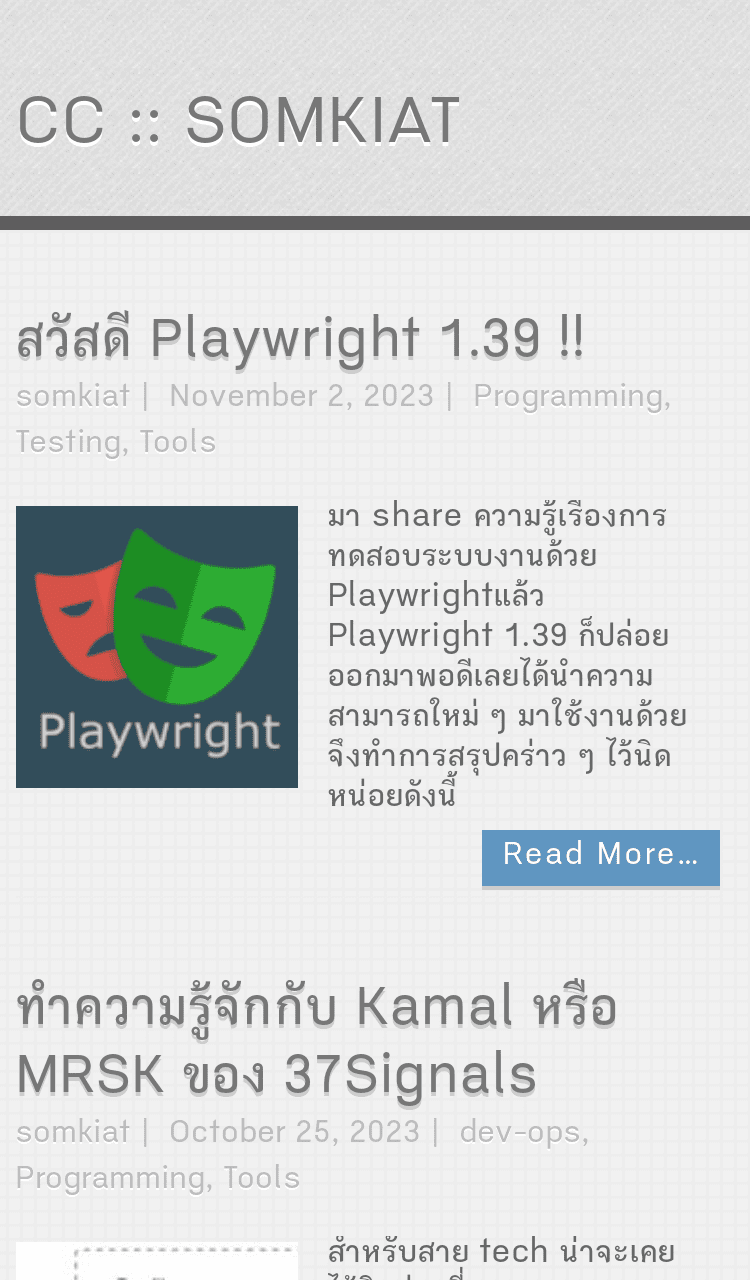 CC :: SOMKIAT
สวัสดี Playwright 1.39 !!
somkiat | November 2, 2023 | Programming,
Testing, Tools
Playwright
มา share ความรู้เรื่องการ
ทดสอบระบบงานด้วย
Playwrightแล้ว
Playwright 1.39 ก็ปล่อย
ออกมาพอดีเลยได้นำความ
สามารถใหม่ ๆ มาใช้งานด้วย
จึงทำการสรุปคร่าว ๆ ไว้นิด
หน่อยดังนี้
Read More…
ทำความรู้จักกับ Kamal หรือ
MRSK ของ 37Signals
somkiat | October 25, 2023 | dev-ops,
Programming, Tools
สำหรับสาย tech น่าจะเคย